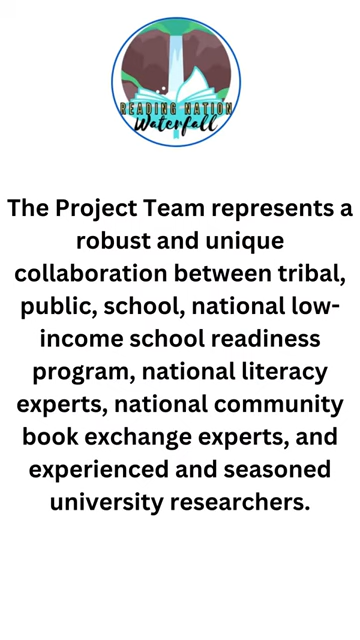 READING NATION
Waterfall
The Project Team represents a
robust and unique
collaboration between tribal,
public, school, national low-
income school readiness
program, national literacy
experts, national community
book exchange experts, and
experienced and seasoned
university researchers.